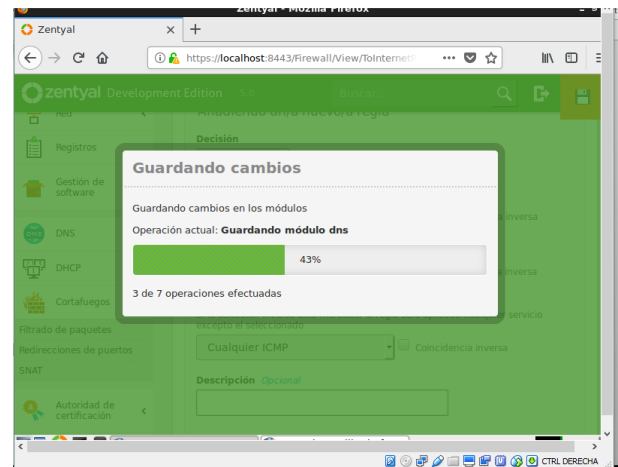 Zentyal - Mozilla Firefox
Zentyal
https://localhost:8443/Firewall/View/ToInternet
zentyal Development Edition 5.0 Buscar...
Red
Añadiendo un/a nuevo/a regla
Decisión
Registros
Guardando cambios
Gestión de
software
Guardando cambios en los módulos
inversa
Operación actual: Guardando módulo dns
DNS
43%
DHCP
inversa
3 de 7 operaciones efectuadas
Cortafuegos
servicio
Filtrado de paquetes
excepto el seleccionado
Redirecciones de puertos
Cualquier ICMP
Coincidencia inversa
SNAT
Descripción Opcional
Autoridad de
certificación
CTRL DERECHA